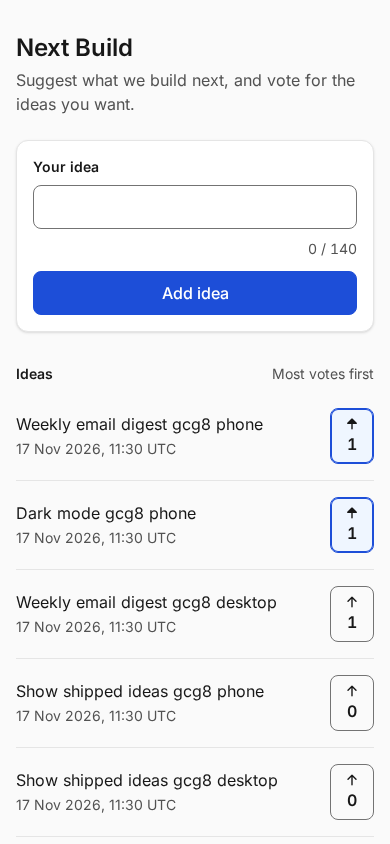 Next Build
Suggest what we build next, and vote for the
ideas you want.
Your idea
0 / 140
Add idea
Ideas
Most votes first
Weekly email digest gcg8 phone
17 Nov 2026, 11:30 UTC
1
Dark mode gcg8 phone
17 Nov 2026, 11:30 UTC
1
Weekly email digest gcg8 desktop
17 Nov 2026, 11:30 UTC
1
Show shipped ideas gcg8 phone
17 Nov 2026, 11:30 UTC
0
Show shipped ideas gcg8 desktop
17 Nov 2026, 11:30 UTC
0